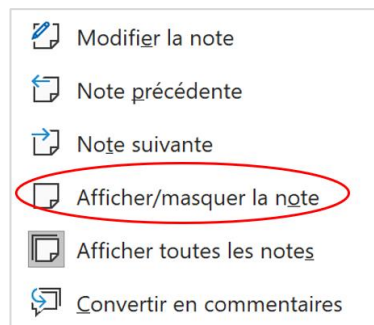 Modifier la note
Note précédente
Note suivante
Afficher/masquer la note
Afficher toutes les notes
Convertir en commentaires